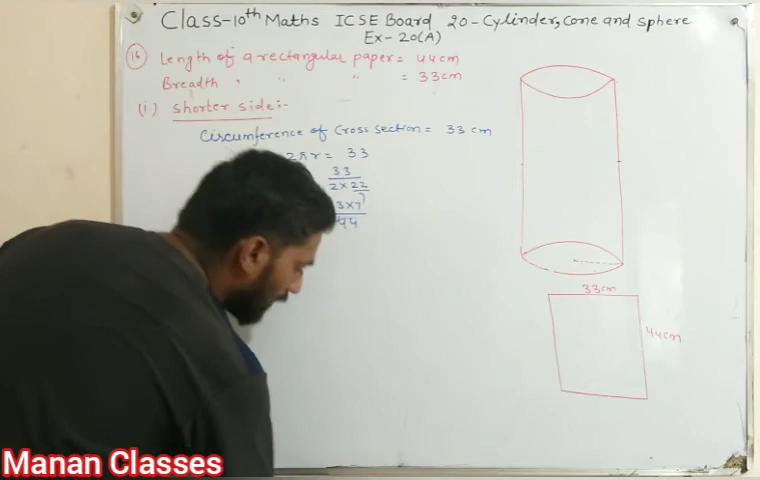 Class-10th Maths ICSE Board 20-Cylinder, Cone and Sphere
Ex-20(A)
16 Length of a rectangular paper = 44cm
Breadth " " " = 33cm
(i) Shorter side:-
Circumference of Cross section = 33 cm
2πr = 33
33
2 × 22
7
3×7
44
33cm
44cm
Manan Classes